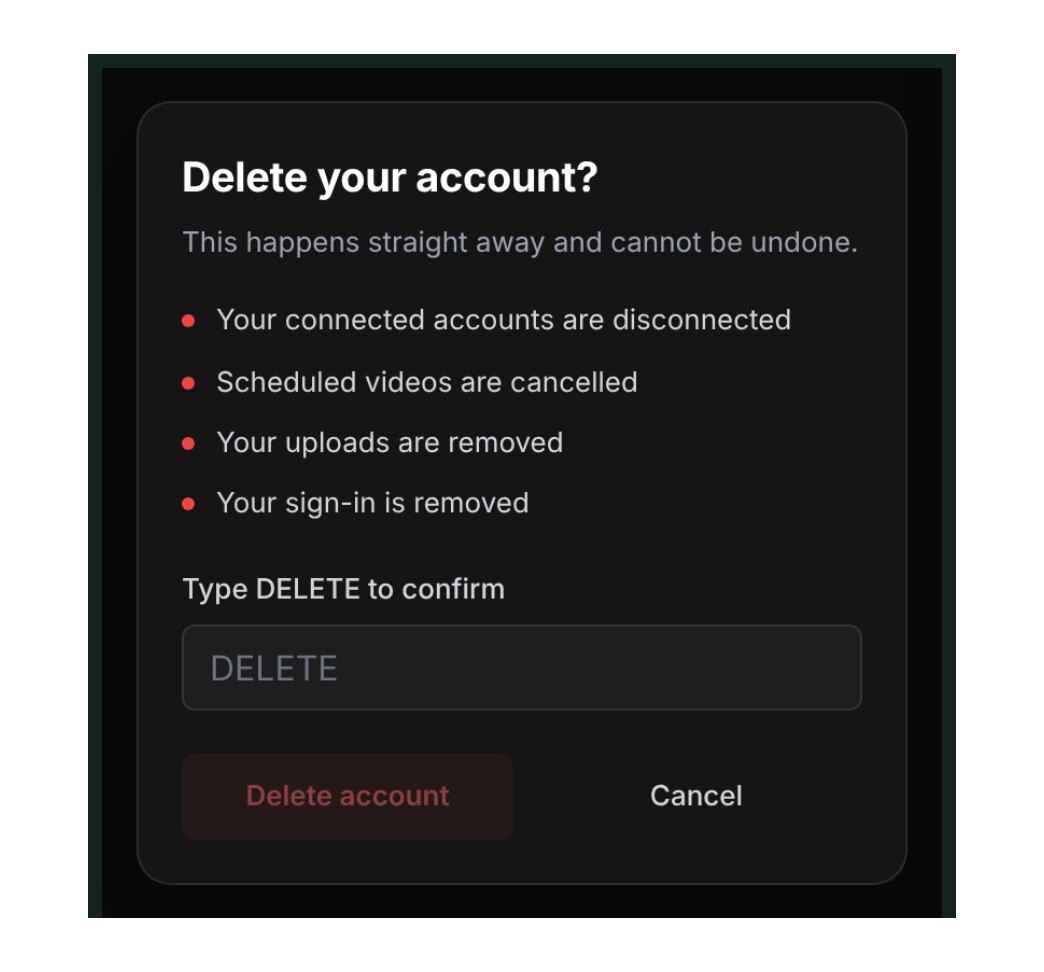 Delete your account?
This happens straight away and cannot be undone.
Your connected accounts are disconnected
Scheduled videos are cancelled
Your uploads are removed
Your sign-in is removed
Type DELETE to confirm
DELETE
Delete account
Cancel